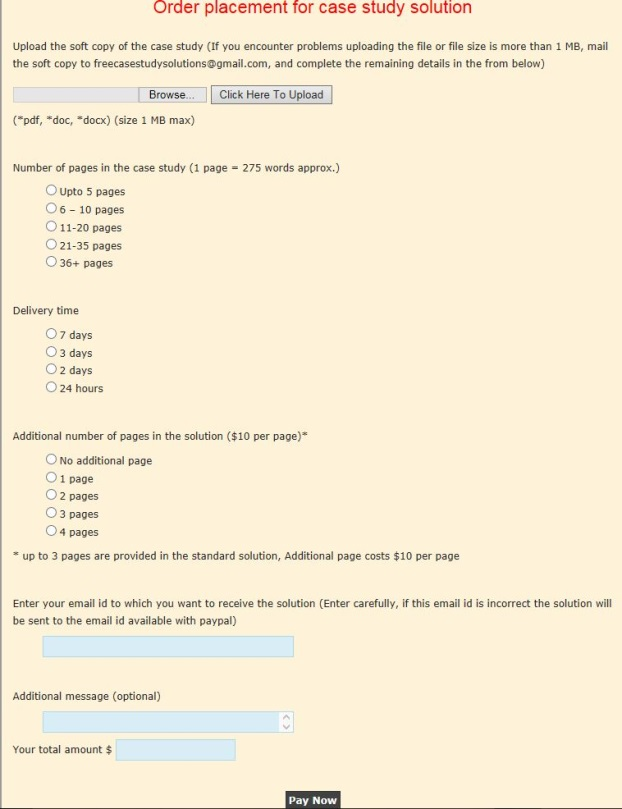 Order placement for case study solution
Upload the soft copy of the case study (If you encounter problems uploading the file or file size is more than 1 MB, mail
the soft copy to freecasestudysolutions@gmail.com, and complete the remaining details in the from below)
Browse... Click Here To Upload
(*pdf, *doc, *docx) (size 1 MB max)
Number of pages in the case study (1 page = 275 words approx.)
Upto 5 pages
6 – 10 pages
11-20 pages
21-35 pages
36+ pages
Delivery time
7 days
3 days
2 days
24 hours
Additional number of pages in the solution ($10 per page)*
No additional page
1 page
2 pages
3 pages
4 pages
* up to 3 pages are provided in the standard solution, Additional page costs $10 per page
Enter your email id to which you want to receive the solution (Enter carefully, if this email id is incorrect the solution will
be sent to the email id available with paypal)
Additional message (optional)
Your total amount $
Pay Now